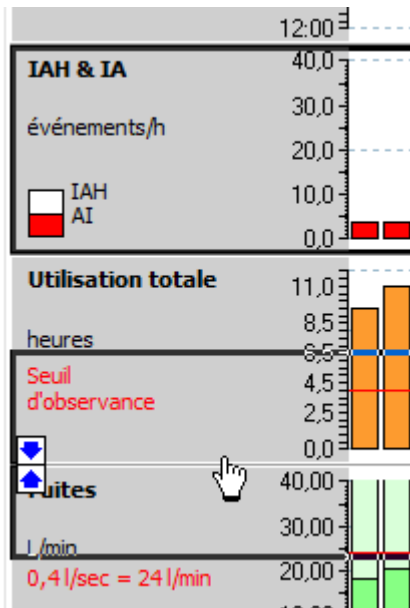 12:00
IAH & IA
40,0
30,0
événements/h
20,0
IAH
10,0
AI
0,0
Utilisation totale
11,0
8,5
heures
6,5
Seuil
4,5
d'observance
2,5
0,0
Fuites
40,00
30,00
L/min
0,4 l/sec = 24 l/min
20,00